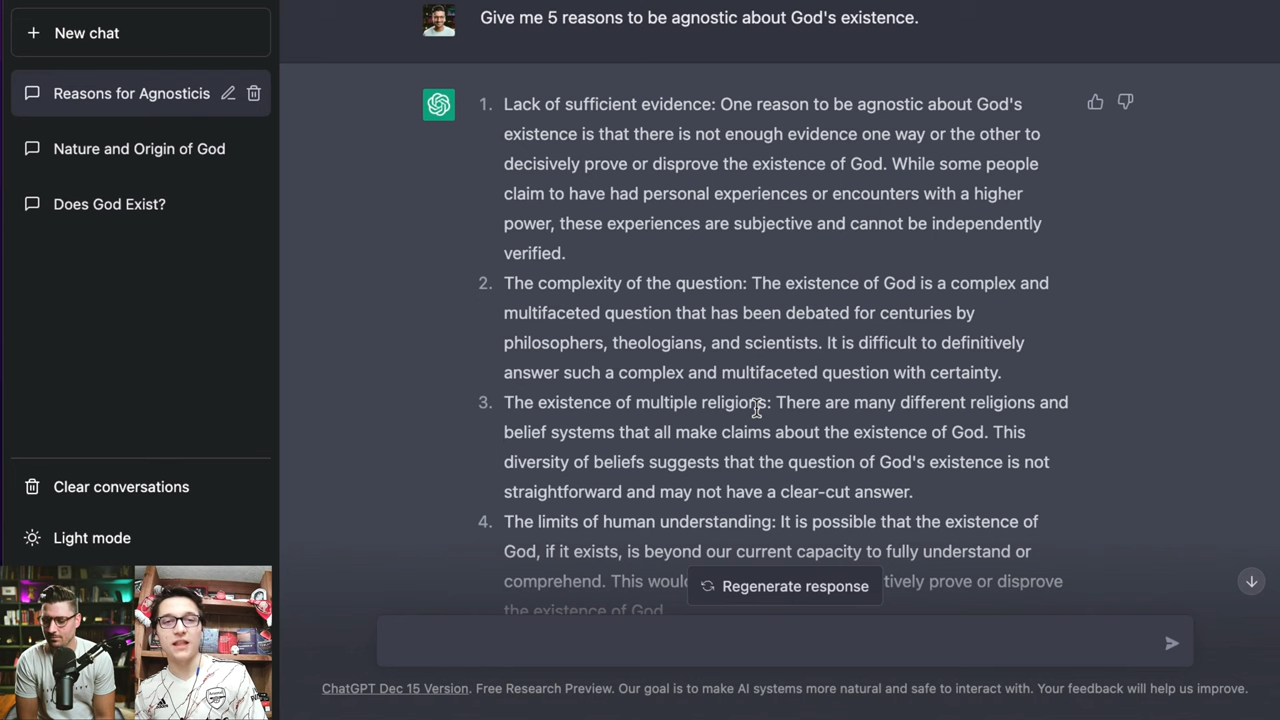 New chat
Reasons for Agnosticis
Nature and Origin of God
Does God Exist?
Clear conversations
Light mode
Give me 5 reasons to be agnostic about God's existence.
1. Lack of sufficient evidence: One reason to be agnostic about God's
existence is that there is not enough evidence one way or the other to
decisively prove or disprove the existence of God. While some people
claim to have had personal experiences or encounters with a higher
power, these experiences are subjective and cannot be independently
verified.
2. The complexity of the question: The existence of God is a complex and
multifaceted question that has been debated for centuries by
philosophers, theologians, and scientists. It is difficult to definitively
answer such a complex and multifaceted question with certainty.
3. The existence of multiple religions: There are many different religions and
belief systems that all make claims about the existence of God. This
diversity of beliefs suggests that the question of God's existence is not
straightforward and may not have a clear-cut answer.
4. The limits of human understanding: It is possible that the existence of
God, if it exists, is beyond our current capacity to fully understand or
comprehend. This would tively prove or disprove
the existence of God
Regenerate response
ChatGPT Dec 15 Version. Free Research Preview. Our goal is to make AI systems more natural and safe to interact with. Your feedback will help us improve.
Arsenal